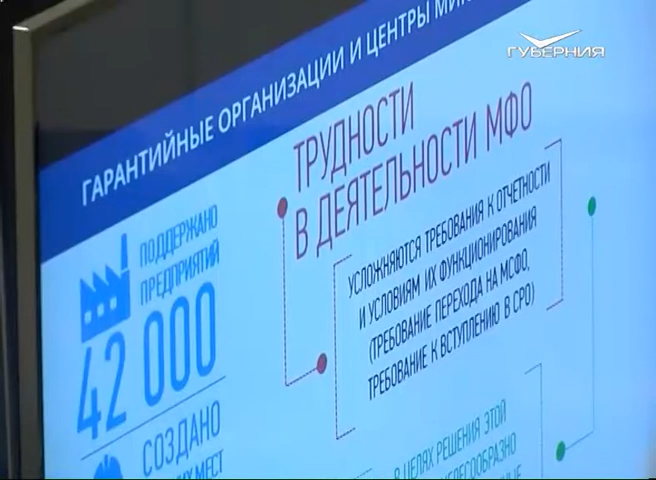 ГУБЕРНИЯ
ГАРАНТИЙНЫЕ ОРГАНИЗАЦИИ И ЦЕНТРЫ
ПОДДЕРЖАНО
ПРЕДПРИЯТИЙ
42 000
СОЗДАНО
МЕСТ
ТРУДНОСТИ
В ДЕЯТЕЛЬНОСТИ МФО
УСЛОЖНЯЮТСЯ ТРЕБОВАНИЯ К ОТЧЕТНОСТИ
И УСЛОВИЯМ ИХ ФУНКЦИОНИРОВАНИЯ
(ТРЕБОВАНИЕ ПЕРЕХОДА НА МСФО,
ТРЕБОВАНИЕ К ВСТУПЛЕНИЮ В СРО)
В ЦЕЛЯХ РЕШЕНИЯ ЭТОЙ